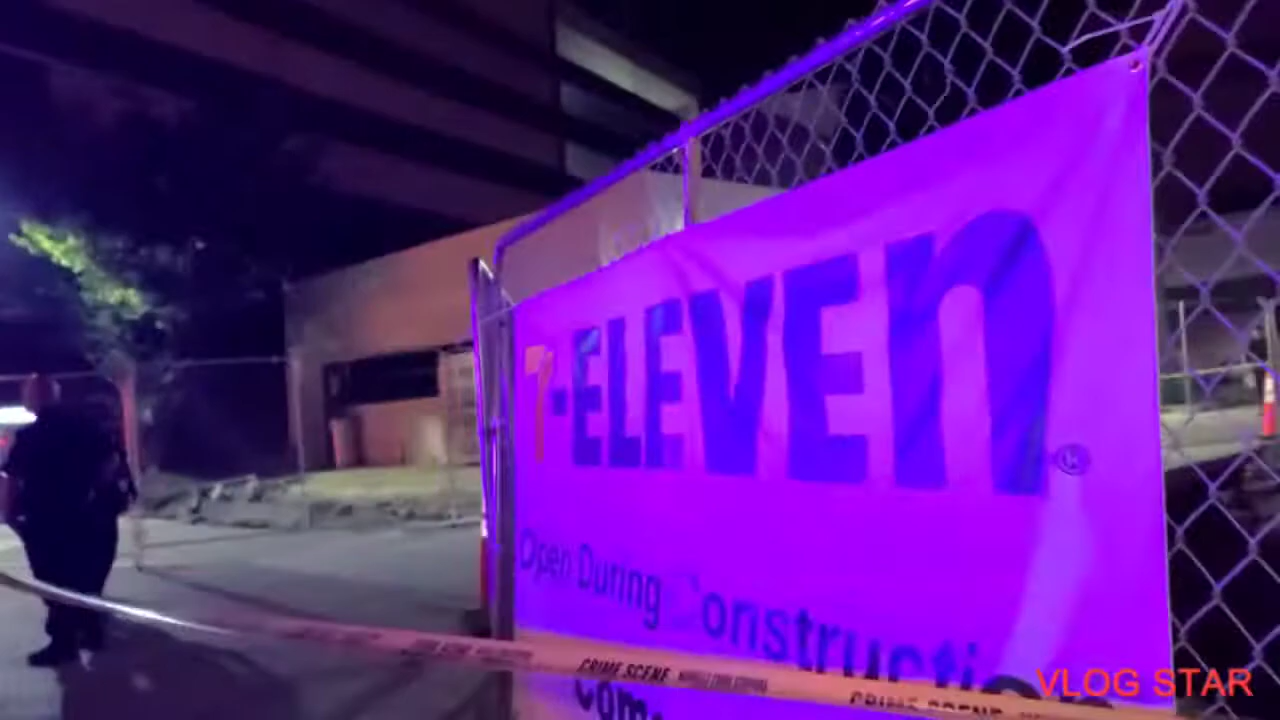 7-ELEVEn
Open During Construction
CRIME SCENE
CRIME SCENE
VLOG STAR